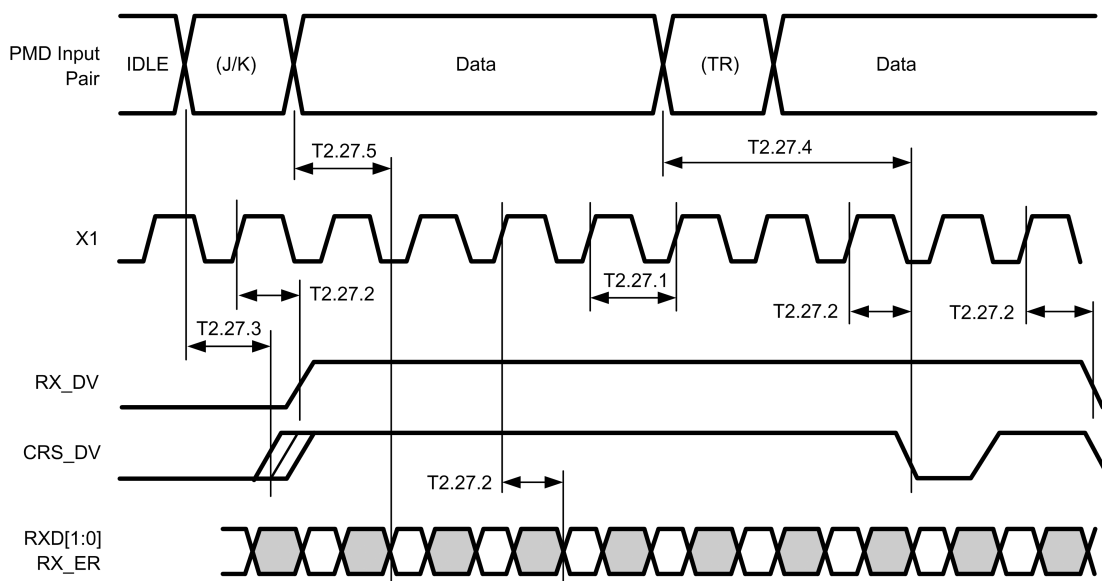 PMD Input
Pair
IDLE
(J/K)
Data
(TR)
Data
T2.27.5
T2.27.4
X1
T2.27.2
T2.27.1
T2.27.2
T2.27.2
T2.27.3
RX_DV
CRS_DV
T2.27.2
RXD[1:0]
RX_ER